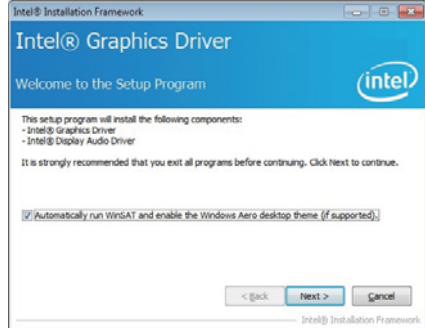 Intel® Installation Framework
Intel® Graphics Driver
Welcome to the Setup Program
intel
This setup program will install the following components:
- Intel® Graphics Driver
- Intel® Display Audio Driver
It is strongly recommended that you exit all programs before continuing. Click Next to continue.
Automatically run WinSAT and enable the Windows Aero desktop theme (if supported).
< Back Next > Cancel
Intel® Installation Framework